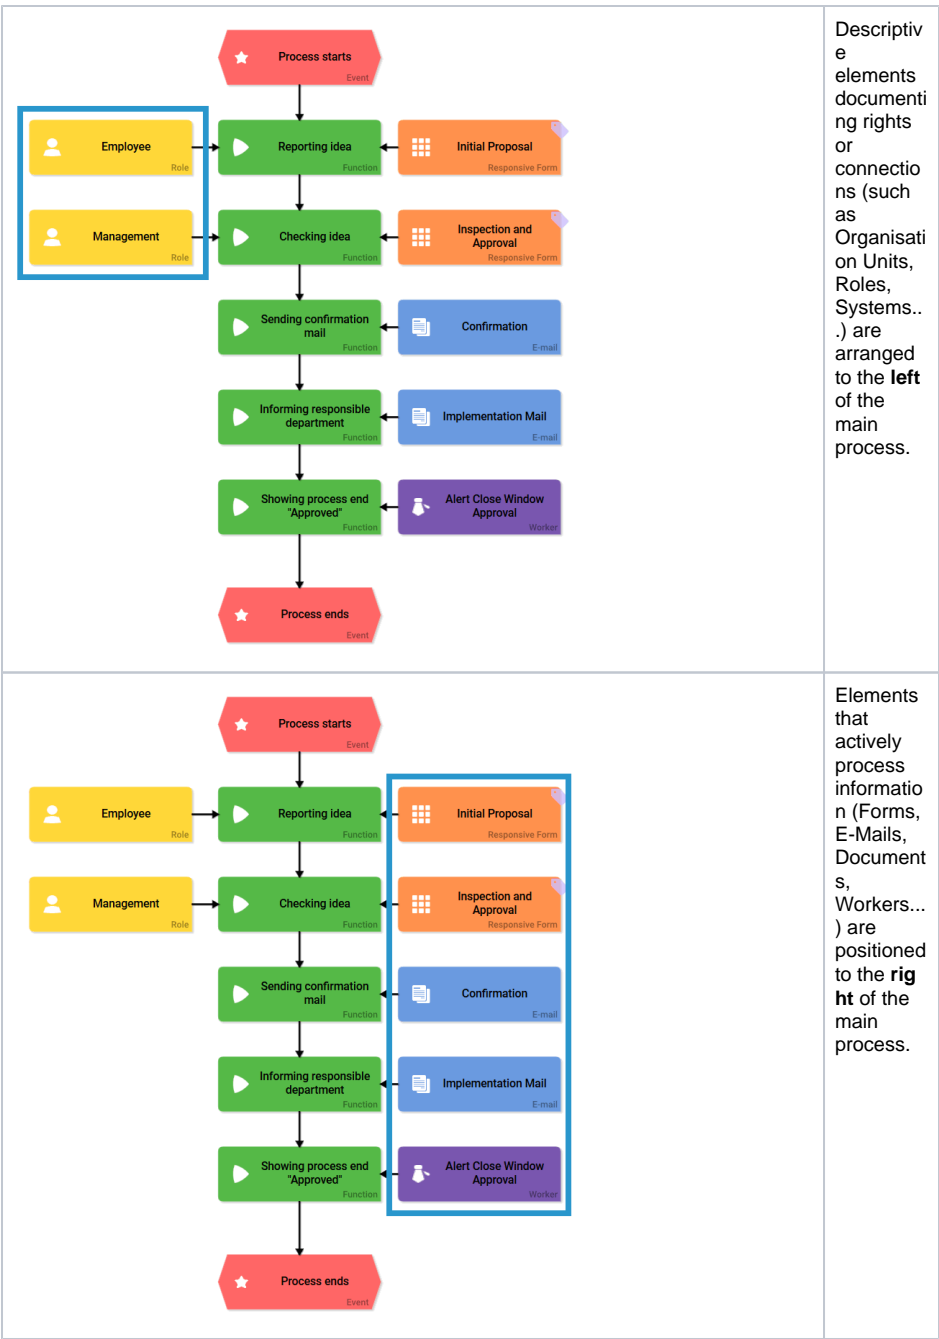 Process starts
Event
Employee
Role
Reporting idea
Function
Initial Proposal
Responsive Form
Management
Role
Checking idea
Function
Inspection and
Approval
Responsive Form
Sending confirmation
mail
Function
Confirmation
E-mail
Informing responsible
department
Function
Implementation Mail
E-mail
Showing process end
"Approved"
Function
Alert Close Window
Approval
Worker
Process ends
Event
Descriptiv
e
elements
documenti
ng rights
or
connectio
ns (such
as
Organisati
on Units,
Roles,
Systems..
.) are
arranged
to the left
of the
main
process.
Process starts
Event
Employee
Role
Reporting idea
Function
Initial Proposal
Responsive Form
Management
Role
Checking idea
Function
Inspection and
Approval
Responsive Form
Sending confirmation
mail
Function
Confirmation
E-mail
Informing responsible
department
Function
Implementation Mail
E-mail
Showing process end
"Approved"
Function
Alert Close Window
Approval
Worker
Process ends
Event
Elements
that
actively
process
informatio
n (Forms,
E-Mails,
Document
s,
Workers...
) are
positioned
to the rig
ht of the
main
process.